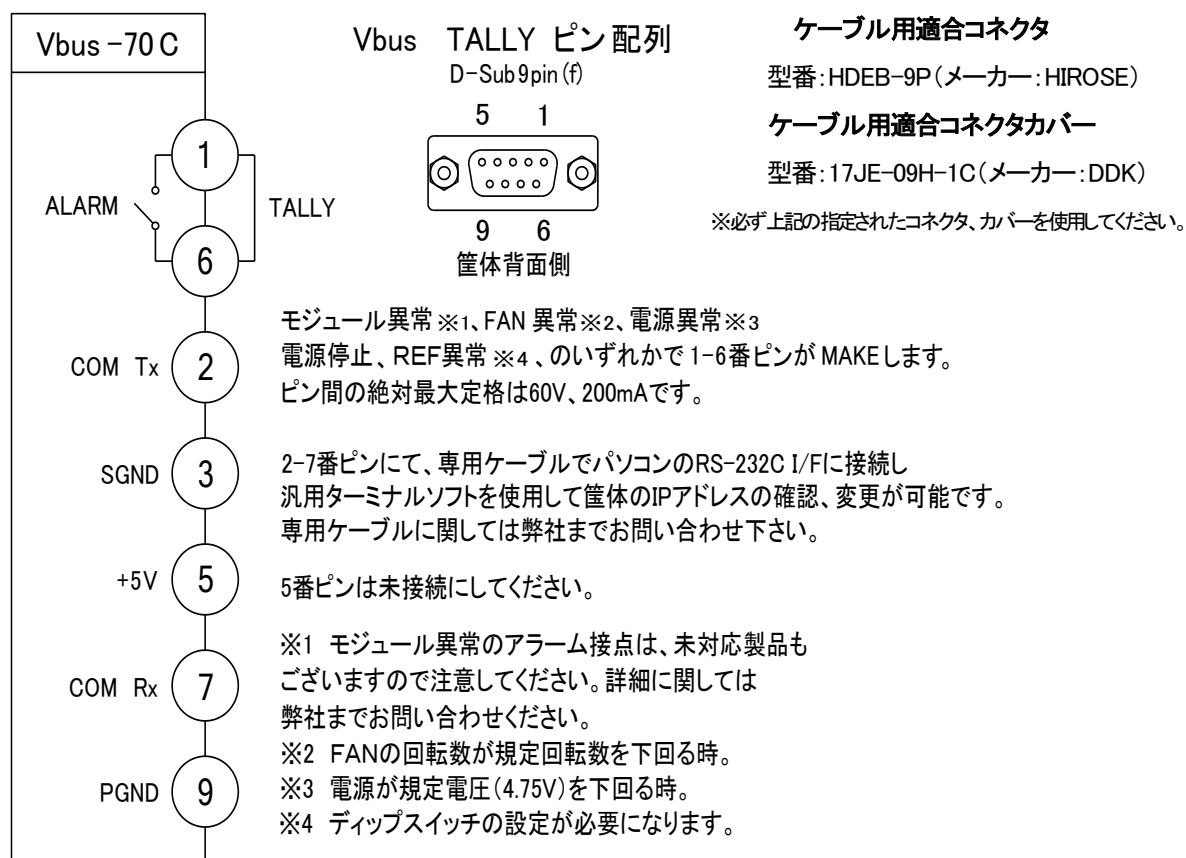 Vbus-70C
Vbus TALLY ピン配列
D-Sub9pin(f)
5 1
9 6
筐体背面側
ケーブル用適合コネクタ
型番:HDEB-9P(メーカー:HIROSE)
ケーブル用適合コネクタカバー
型番:17JE-09H-1C(メーカー:DDK)
※必ず上記の指定されたコネクタ、カバーを使用してください。
1
ALARM
TALLY
6
COM Tx
2
SGND
3
+5V
5
COM Rx
7
PGND
9
モジュール異常※1、FAN異常※2、電源異常※3
電源停止、REF異常※4、のいずれかで1-6番ピンがMAKEします。
ピン間の絶対最大定格は60V、200mAです。
2-7番ピンにて、専用ケーブルでパソコンのRS-232C I/Fに接続し
汎用ターミナルソフトを使用して筐体のIPアドレスの確認、変更が可能です。
専用ケーブルに関しては弊社までお問い合わせ下さい。
5番ピンは未接続にしてください。
※1 モジュール異常のアラーム接点は、未対応製品も
ございますので注意してください。詳細に関しては
弊社までお問い合わせください。
※2 FANの回転数が規定回転数を下回る時。
※3 電源が規定電圧(4.75V)を下回る時。
※4 ディップスイッチの設定が必要になります。